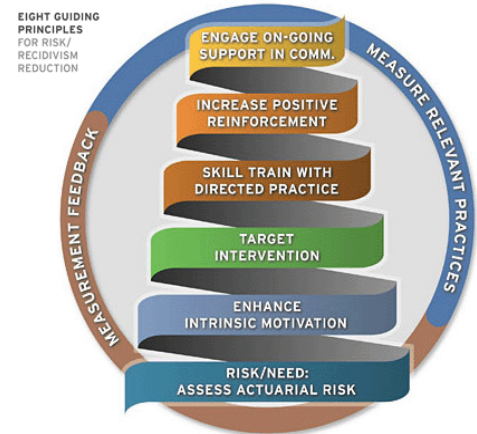 EIGHT GUIDING
PRINCIPLES
FOR RISK/
RECIDIVISM
REDUCTION
ENGAGE ON-GOING
SUPPORT IN COMM.
INCREASE POSITIVE
REINFORCEMENT
SKILL TRAIN WITH
DIRECTED PRACTICE
TARGET
INTERVENTION
ENHANCE
INTRINSIC MOTIVATION
RISK/NEED:
ASSESS ACTUARIAL RISK
MEASUREMENT FEEDBACK
MEASURE RELEVANT PRACTICES